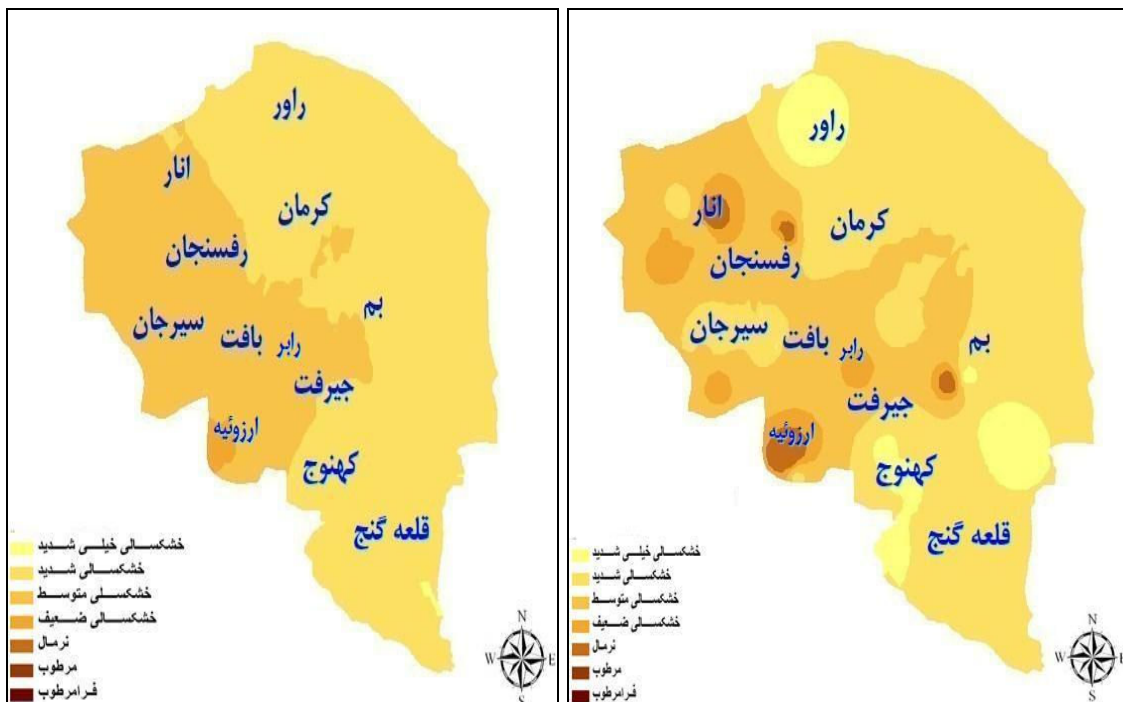 راور
انار
کرمان
رفسنجان
بم
سیرجان
بافت
رابر
جیرفت
ارزوئیه
کهنوج
قلعه گنج
خشکسالی خیلی شدید
خشکسالی شدید
خشکسلی متوسط
خشکسالی ضعیف
نرمال
مرطوب
فرامرطوب
N
W
E
S
راور
انار
کرمان
رفسنجان
سیرجان
بافت
رابر
بم
جیرفت
ارزوئیه
کهنوج
قلعه گنج
خشکسالی خیلی شدید
خشکسالی شدید
خشکسالی متوسط
خشکسالی ضعیف
نرمال
مرطوب
فرامرطوب
N
W
E
S